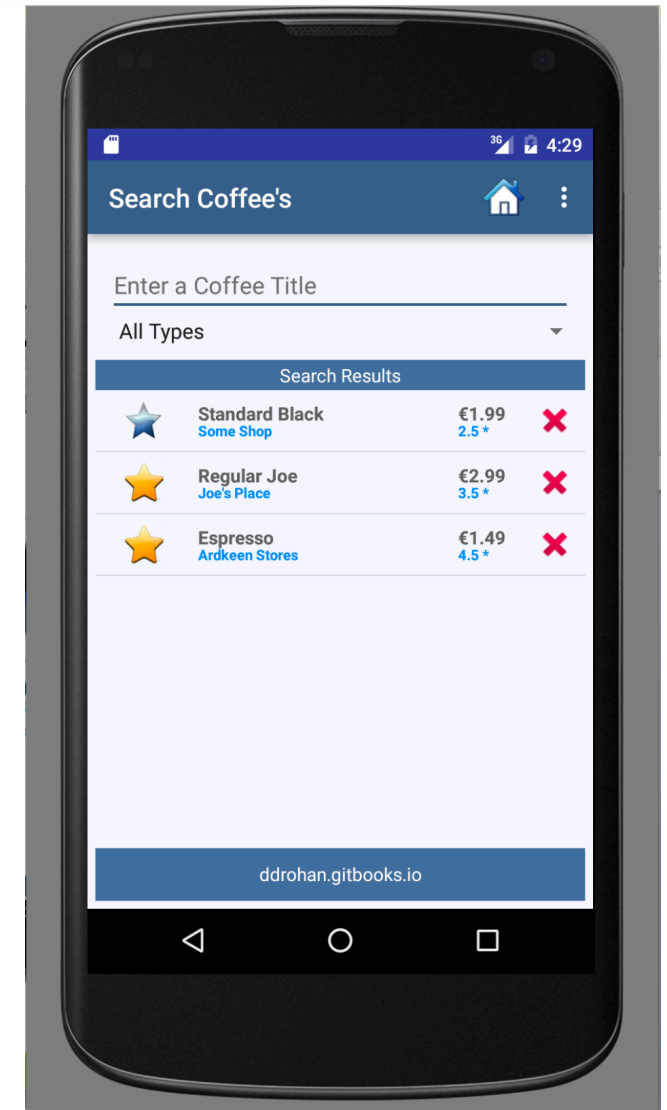 3G 4:29
Search Coffee's
Enter a Coffee Title
All Types
Search Results
Standard Black €1.99
Some Shop 2.5 *
Regular Joe €2.99
Joe's Place 3.5 *
Espresso €1.49
Ardkeen Stores 4.5 *
ddrohan.gitbooks.io